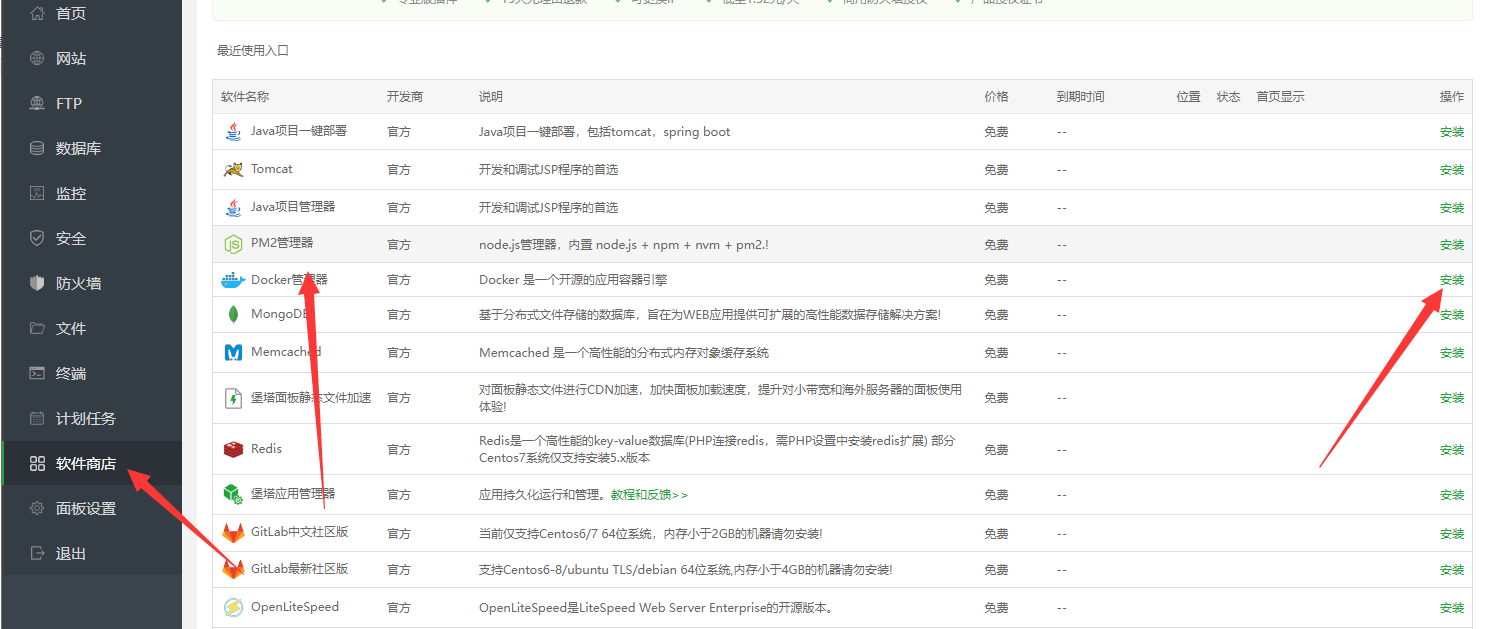 首页
网站
FTP
数据库
监控
安全
防火墙
文件
终端
计划任务
软件商店
面板设置
退出
最近使用入口
软件名称 开发商 说明 价格 到期时间 位置 状态 首页显示 操作
Java项目一键部署 官方 Java项目一键部署，包括tomcat，spring boot 免费 -- 安装
Tomcat 官方 开发和调试JSP程序的首选 免费 -- 安装
Java项目管理器 官方 开发和调试JSP程序的首选 免费 -- 安装
PM2管理器 官方 node.js管理器，内置 node.js + npm + nvm + pm2.! 免费 -- 安装
Docker管理器 官方 Docker 是一个开源的应用容器引擎 免费 -- 安装
MongoDB 官方 基于分布式文件存储的数据库，旨在为WEB应用提供可扩展的高性能数据存储解决方案! 免费 -- 安装
Memcached 官方 Memcached 是一个高性能的分布式内存对象缓存系统 免费 -- 安装
堡塔面板静态文件加速 官方 对面板静态文件进行CDN加速，加快面板加载速度，提升对小带宽和海外服务器的面板使用 免费 -- 安装
体验!
Redis 官方 Redis是一个高性能的key-value数据库(PHP连接redis，需PHP设置中安装redis扩展) 部分 免费 -- 安装
Centos7系统仅支持安装5.x版本
堡塔应用管理器 官方 应用持久化运行和管理。教程和反馈>> 免费 -- 安装
GitLab中文社区版 官方 当前仅支持Centos6/7 64位系统，内存小于2GB的机器请勿安装! 免费 -- 安装
GitLab最新社区版 官方 支持Centos6-8/ubuntu TLS/debian 64位系统,内存小于4GB的机器请勿安装! 免费 -- 安装
OpenLiteSpeed 官方 OpenLiteSpeed是LiteSpeed Web Server Enterprise的开源版本。 免费 -- 安装